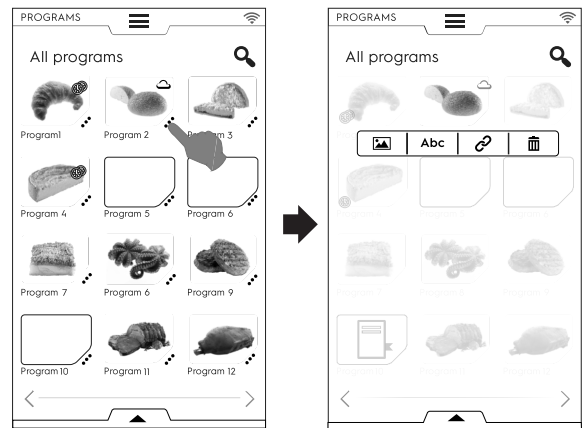 PROGRAMS
All programs
Program1
Program 2
Program 3
Program 4
Program 5
Program 6
Program 7
Program 6
Program 9
Program 10
Program 11
Program 12
PROGRAMS
All programs
Abc